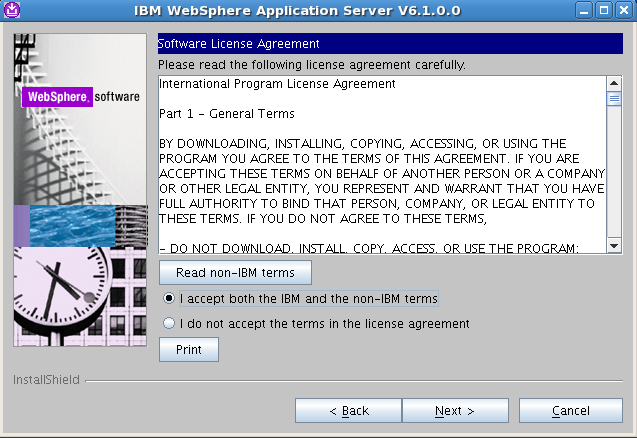 IBM WebSphere Application Server V6.1.0.0
WebSphere. software
Software License Agreement
Please read the following license agreement carefully.
International Program License Agreement
Part 1 - General Terms
BY DOWNLOADING, INSTALLING, COPYING, ACCESSING, OR USING THE
PROGRAM YOU AGREE TO THE TERMS OF THIS AGREEMENT. IF YOU ARE
ACCEPTING THESE TERMS ON BEHALF OF ANOTHER PERSON OR A COMPANY
OR OTHER LEGAL ENTITY, YOU REPRESENT AND WARRANT THAT YOU HAVE
FULL AUTHORITY TO BIND THAT PERSON, COMPANY, OR LEGAL ENTITY TO
THESE TERMS. IF YOU DO NOT AGREE TO THESE TERMS,
- DO NOT DOWNLOAD, INSTALL, COPY, ACCESS, OR USE THE PROGRAM;
Read non-IBM terms
I accept both the IBM and the non-IBM terms
I do not accept the terms in the license agreement
Print
InstallShield
< Back
Next >
Cancel